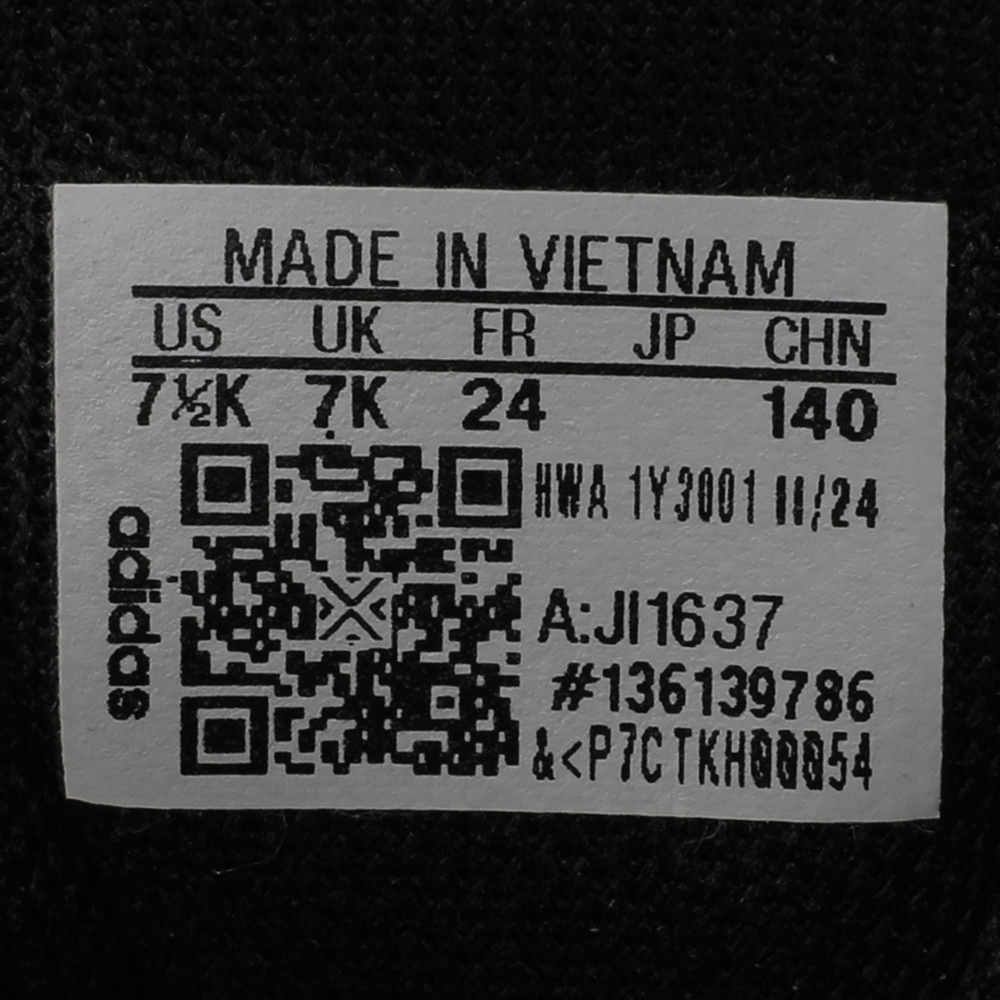 MADE IN VIETNAM
US UK FR JP CHN
7½K 7K 24 140
HWA 1Y3001 11/24
adidas
A:JI1637
#136139786
&<P7CTKH00054